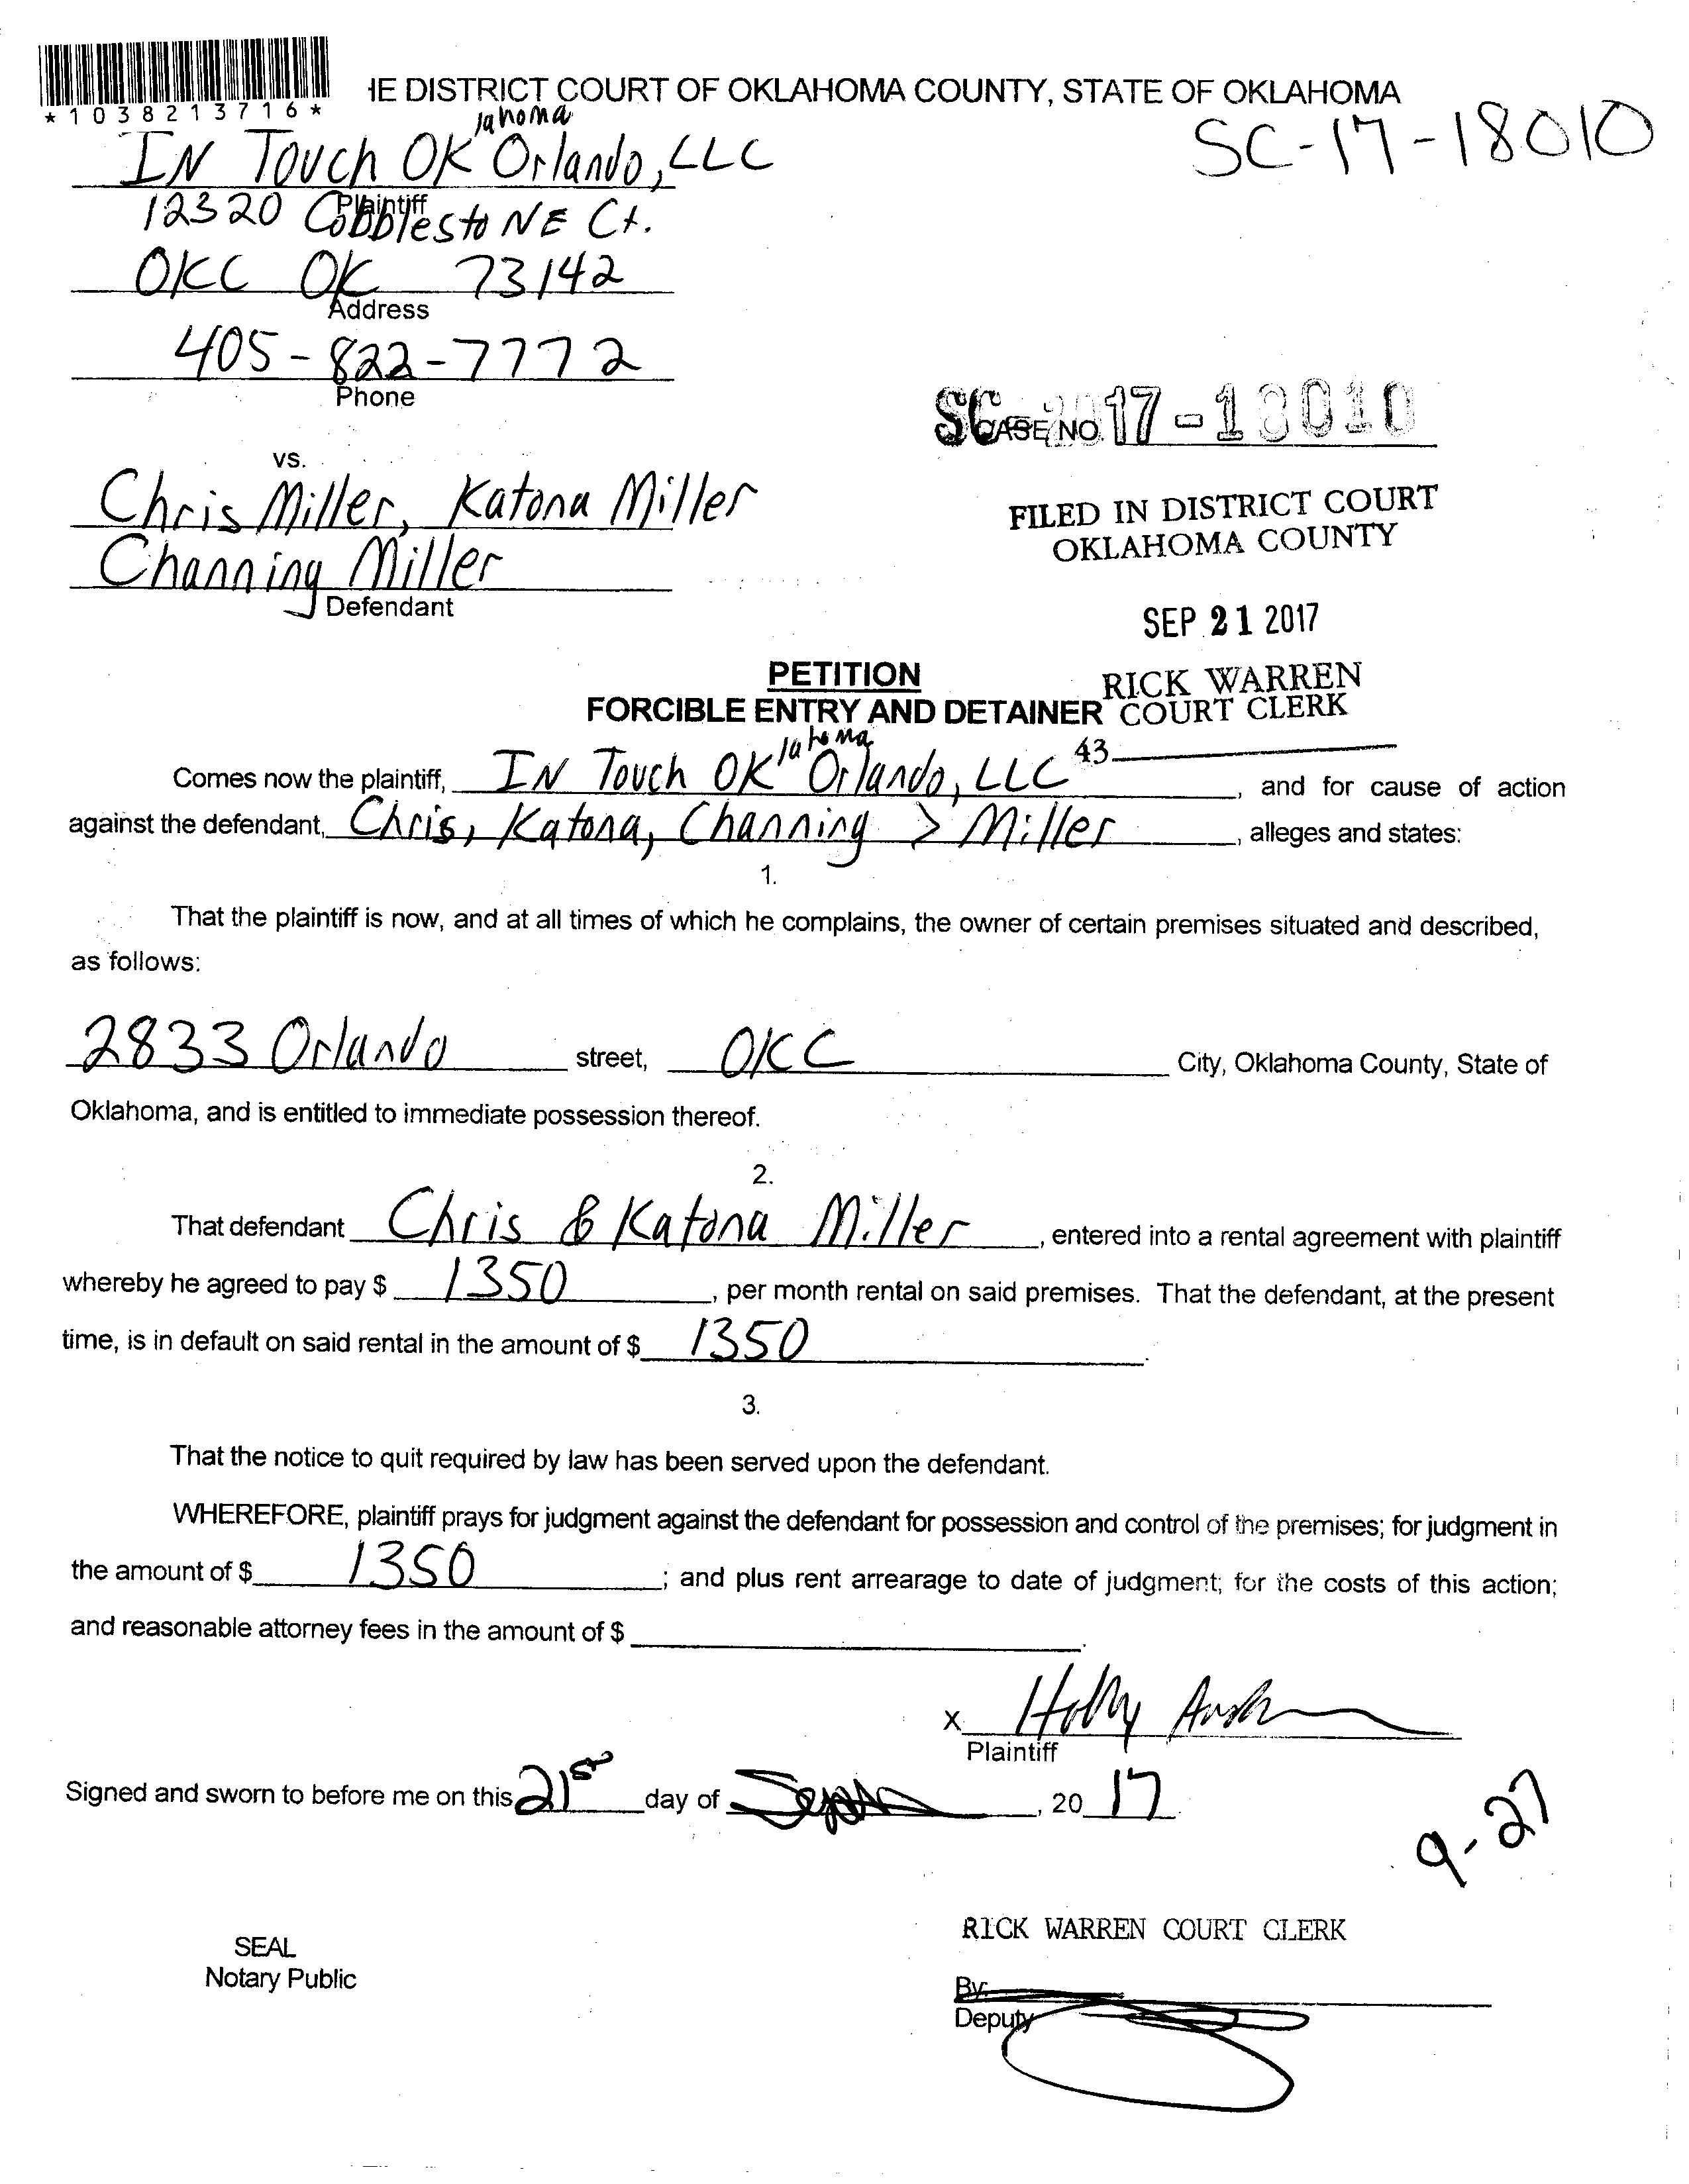 *1038213716*
IE DISTRICT COURT OF OKLAHOMA COUNTY, STATE OF OKLAHOMA
SC-17-18010
lahoma
IN Touch OK Orlando, LLC
Plaintiff
12320 CobblestoNE Ct.
OKC OK 73142
Address
405-822-7772
Phone
SC-2017-18010
CASE NO.
vs.
Chris Miller, Katona Miller
Channing Miller
Defendant
FILED IN DISTRICT COURT
OKLAHOMA COUNTY
SEP 21 2017
PETITION
RICK WARREN
FORCIBLE ENTRY AND DETAINER COURT CLERK
43
lahoma
Comes now the plaintiff, IN Touch OK Orlando, LLC, and for cause of action
against the defendant, Chris, Katona, Channing > Miller, alleges and states:
1.
That the plaintiff is now, and at all times of which he complains, the owner of certain premises situated and described,
as follows:
2833 Orlando street, OKC City, Oklahoma County, State of
Oklahoma, and is entitled to immediate possession thereof.
2.
That defendant Chris & Katona Miller, entered into a rental agreement with plaintiff
whereby he agreed to pay $ 1350, per month rental on said premises. That the defendant, at the present
time, is in default on said rental in the amount of $ 1350.
3.
That the notice to quit required by law has been served upon the defendant.
WHEREFORE, plaintiff prays for judgment against the defendant for possession and control of the premises; for judgment in
the amount of $ 1350; and plus rent arrearage to date of judgment; for the costs of this action;
and reasonable attorney fees in the amount of $ .
x Holly
Plaintiff
Signed and sworn to before me on this 21st day of , 20 17
9-27
RICK WARREN COURT CLERK
SEAL
Notary Public
By:
Deputy